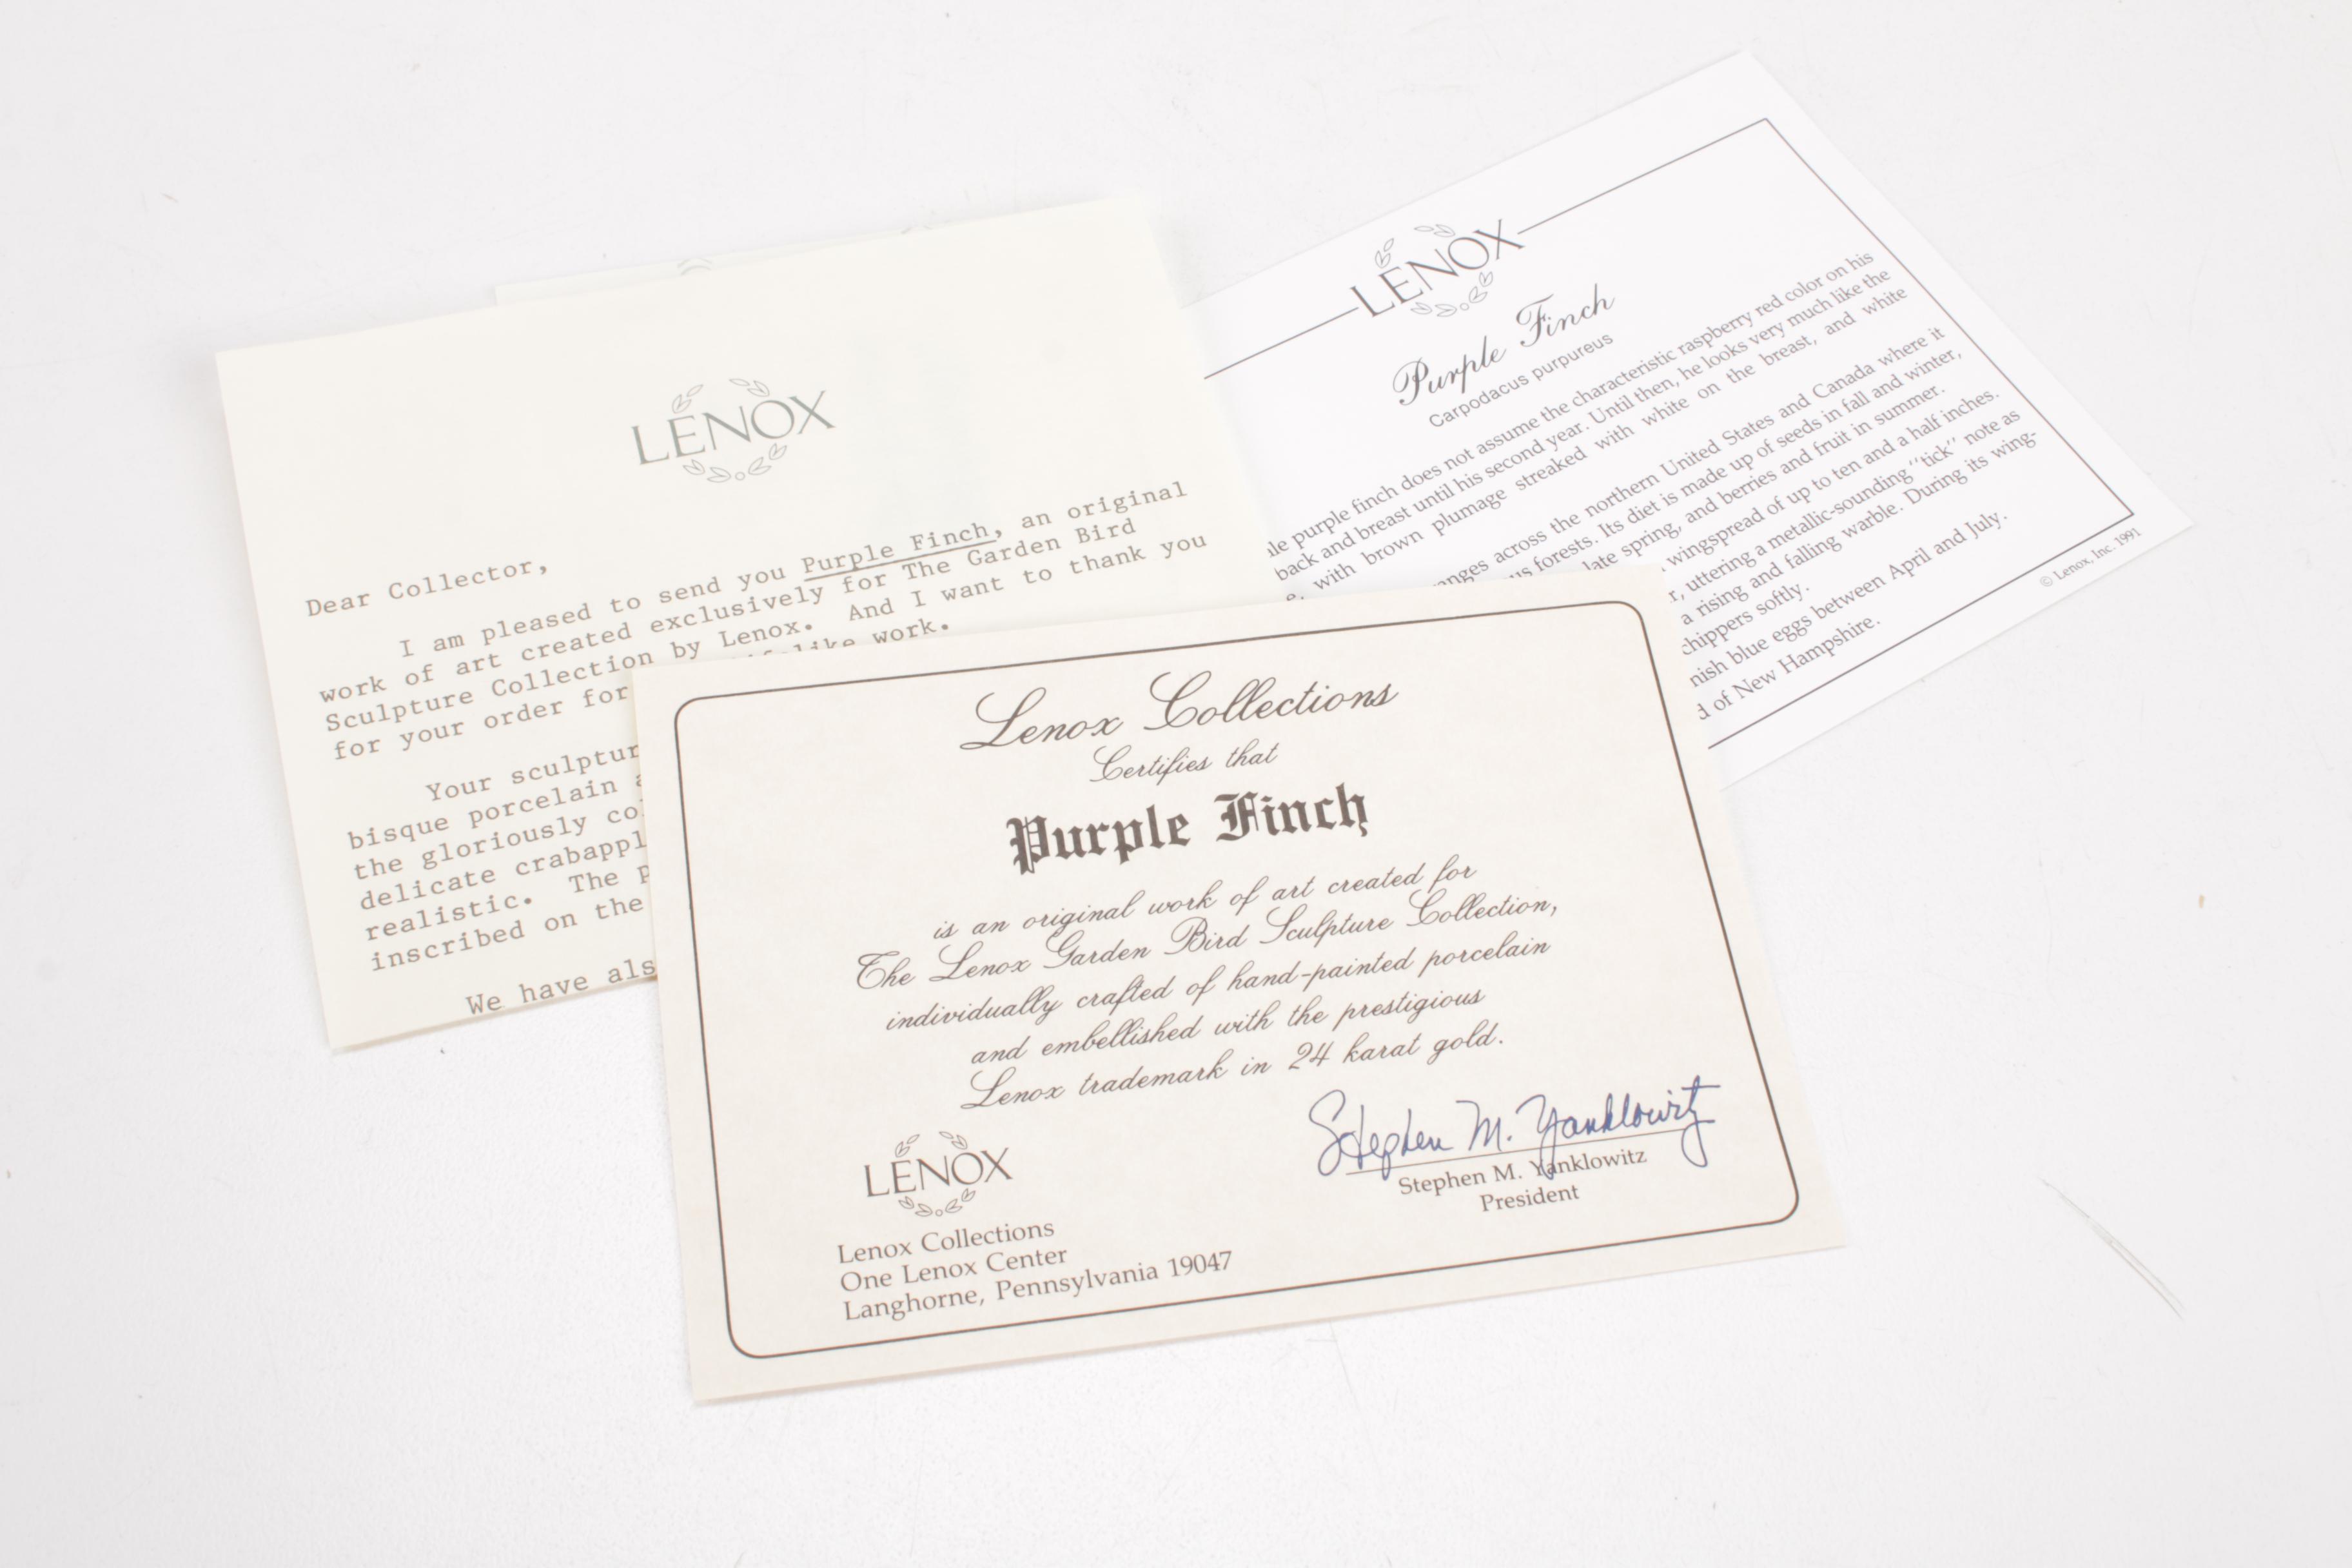 LENOX
Dear Collector,
I am pleased to send you Purple Finch, an original
work of art created exclusively for The Garden Bird
Sculpture Collection by Lenox. And I want to thank you
for your order for work.
Your
bisque porcelain
the gloriously
delicate
realistic. The
inscribed on the
We have
LENOX
Purple Finch
Carpodacus purpureus
purple finch does not assume the characteristic raspberry red color on his
back and breast until his second year. Until then, he looks very much like the
with brown plumage streaked with white on the breast, and white
across the northern United States and Canada where it
forests. Its diet is made up of seeds in fall and winter,
late spring, and berries and fruit in summer.
wingspread of up to ten and a half inches.
uttering a metallic-sounding "tick" note as
a rising and falling warble. During its wing-
chippers softly.
blue eggs between April and July.
of New Hampshire.
© Lenox, Inc. 1991
Lenox Collections
Certifies that
Purple Finch
is an original work of art created for
The Lenox Garden Bird Sculpture Collection,
individually crafted of hand-painted porcelain
and embellished with the prestigious
Lenox trademark in 24 karat gold.
Stephen M. Yanklowitz
Stephen M. Yanklowitz
President
LENOX
Lenox Collections
One Lenox Center
Langhorne, Pennsylvania 19047